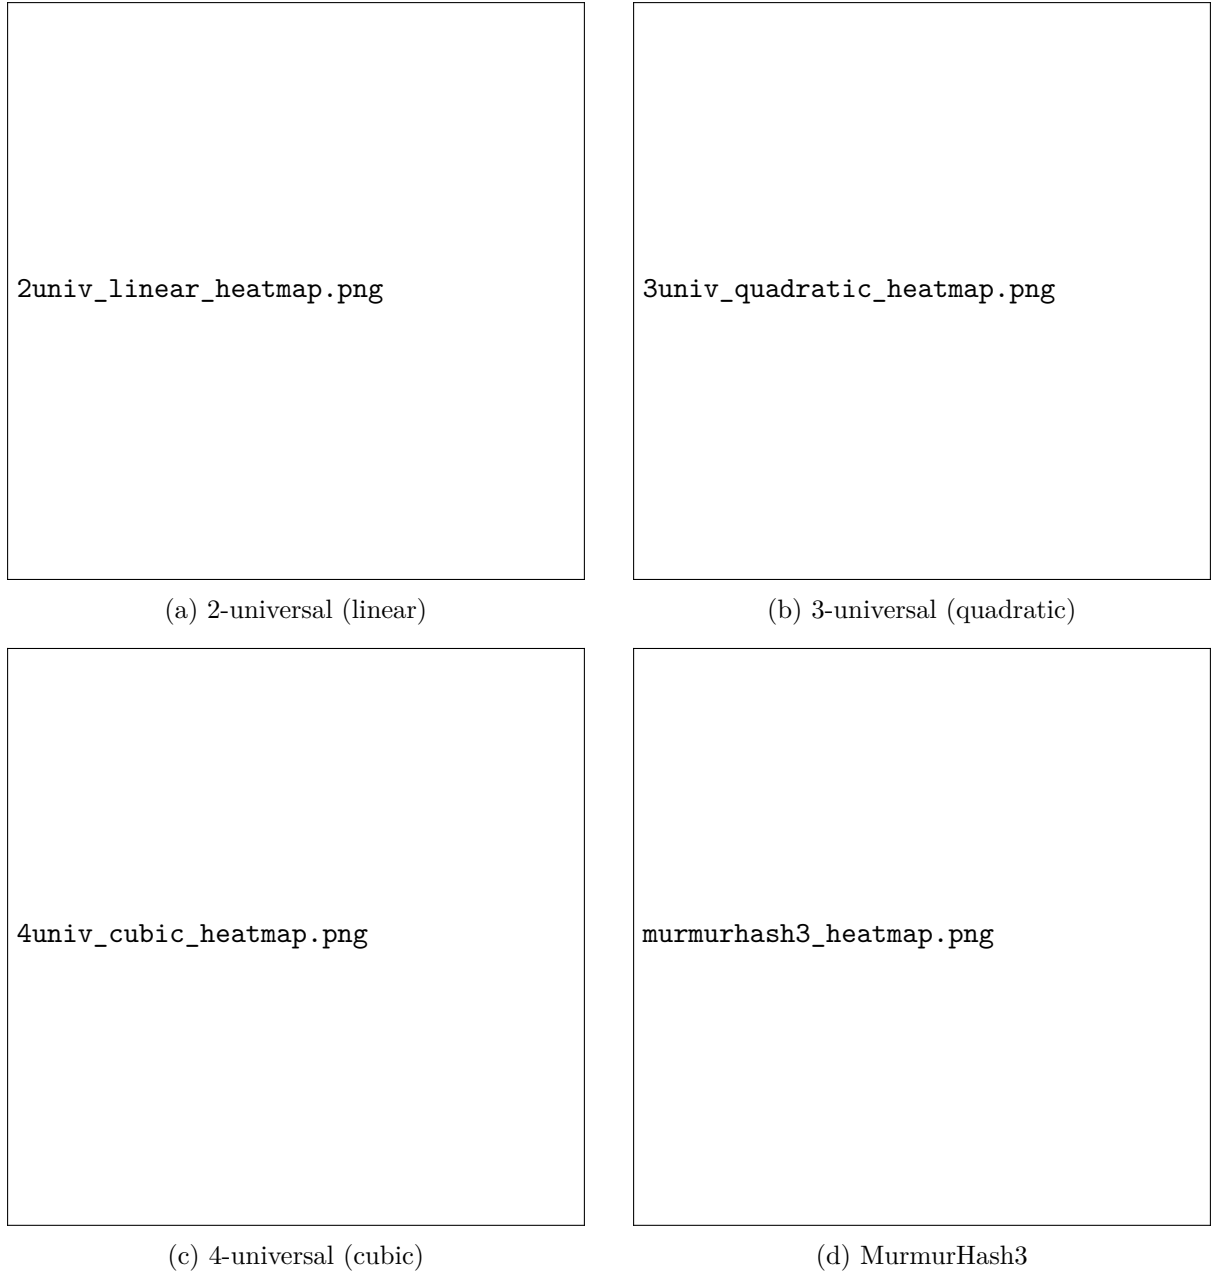 2univ_linear_heatmap.png
3univ_quadratic_heatmap.png
(a) 2-universal (linear)
(b) 3-universal (quadratic)
4univ_cubic_heatmap.png
murmurhash3_heatmap.png
(c) 4-universal (cubic)
(d) MurmurHash3